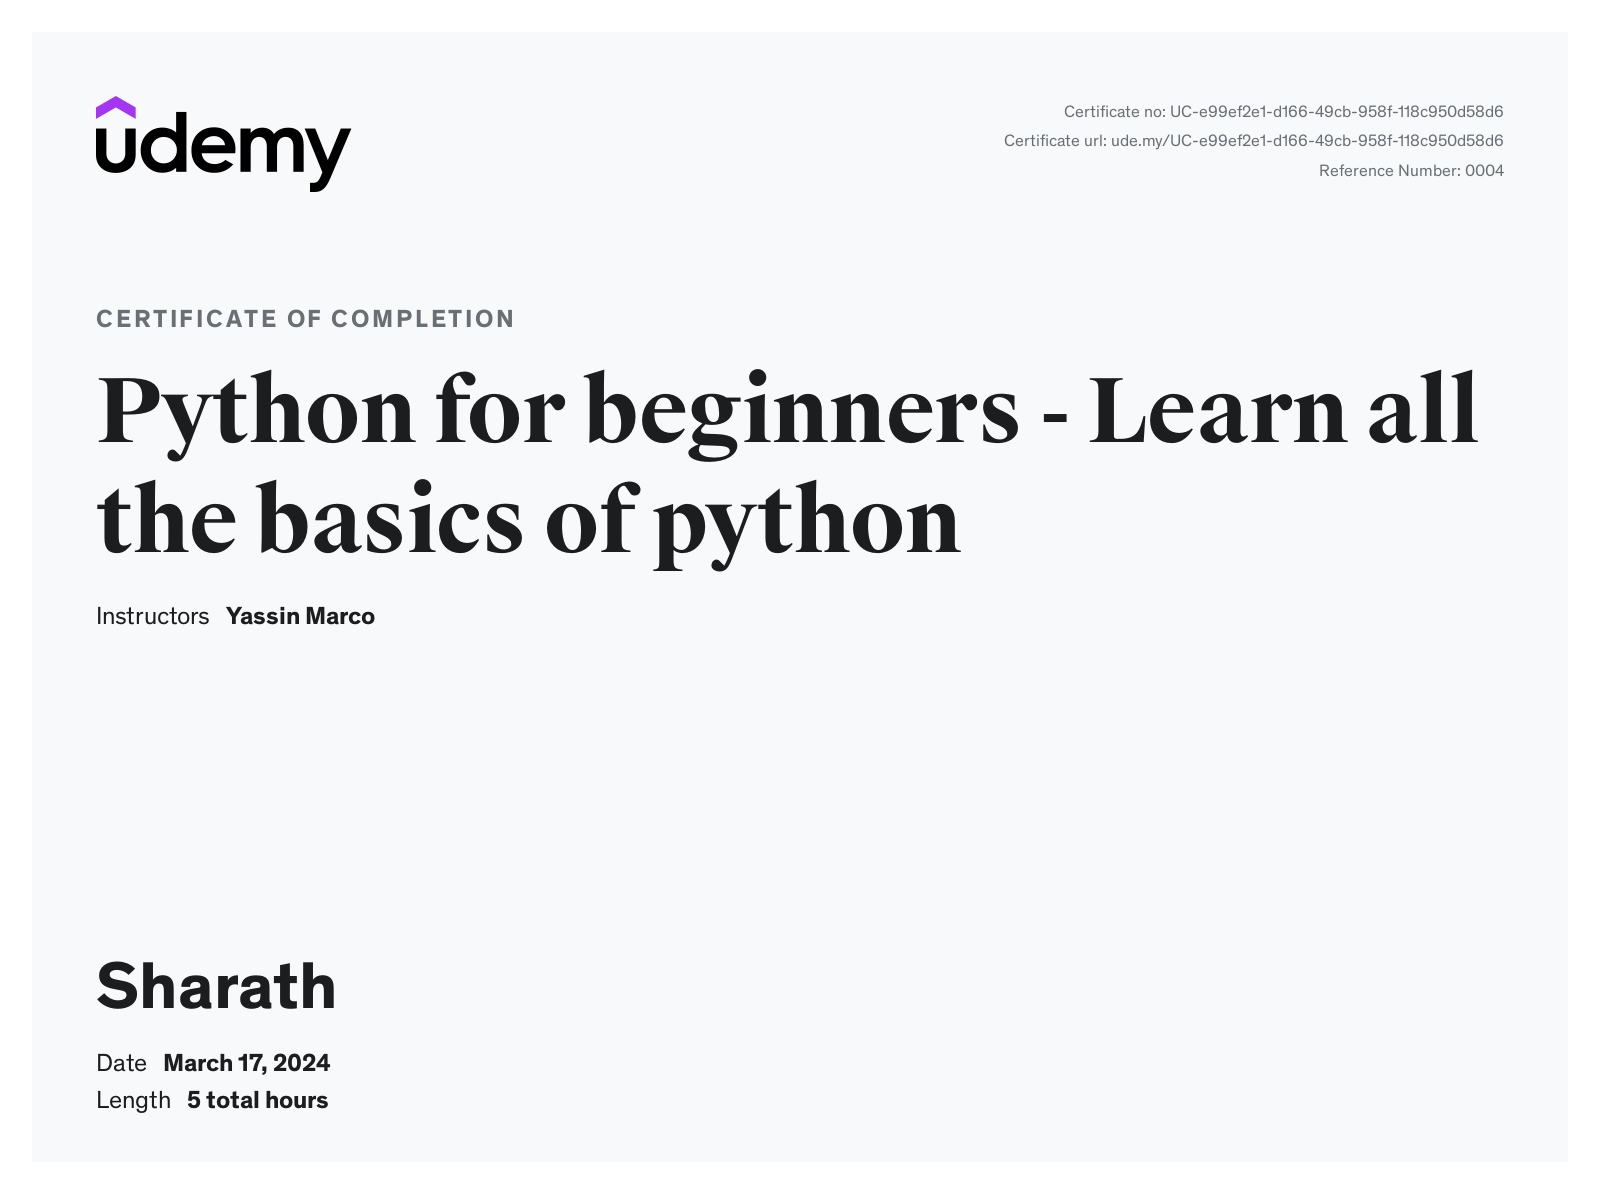 udemy
Certificate no: UC-e99ef2e1-d166-49cb-958f-118c950d58d6
Certificate url: ude.my/UC-e99ef2e1-d166-49cb-958f-118c950d58d6
Reference Number: 0004
CERTIFICATE OF COMPLETION
Python for beginners - Learn all
the basics of python
Instructors Yassin Marco
Sharath
Date March 17, 2024
Length 5 total hours